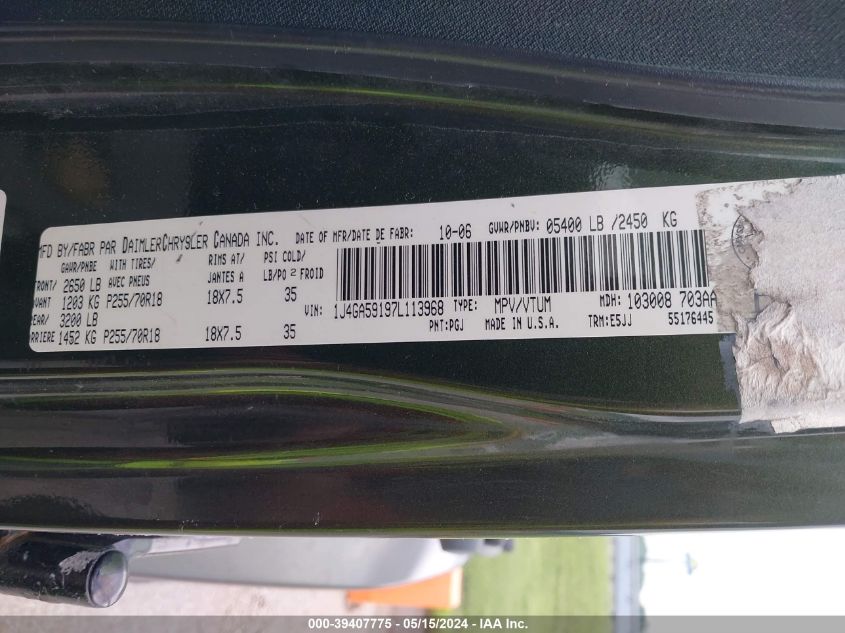 MFD BY/FABR PAR DAIMLERCHRYSLER CANADA INC. DATE OF MFR/DATE DE FABR: 10-06 GVWR/PNBV: 05400 LB /2450 KG
GAWR/PNBE WITH TIRES/ RIMS AT/ PSI COLD/
FRONT/ 2650 LB AVEC PNEUS JANTES A LB/PO² FROID
VANT 1203 KG P255/70R18 18X7.5 35 VIN: 1J4GA59197L113968 TYPE: MPV/VTUM MDH: 103008 703AA
REAR/ 3200 LB PNT:PGJ MADE IN U.S.A. TRM:E5JJ 55176445
RRIERE 1452 KG P255/70R18 18X7.5 35
000-39407775 - 05/15/2024 - IAA Inc.